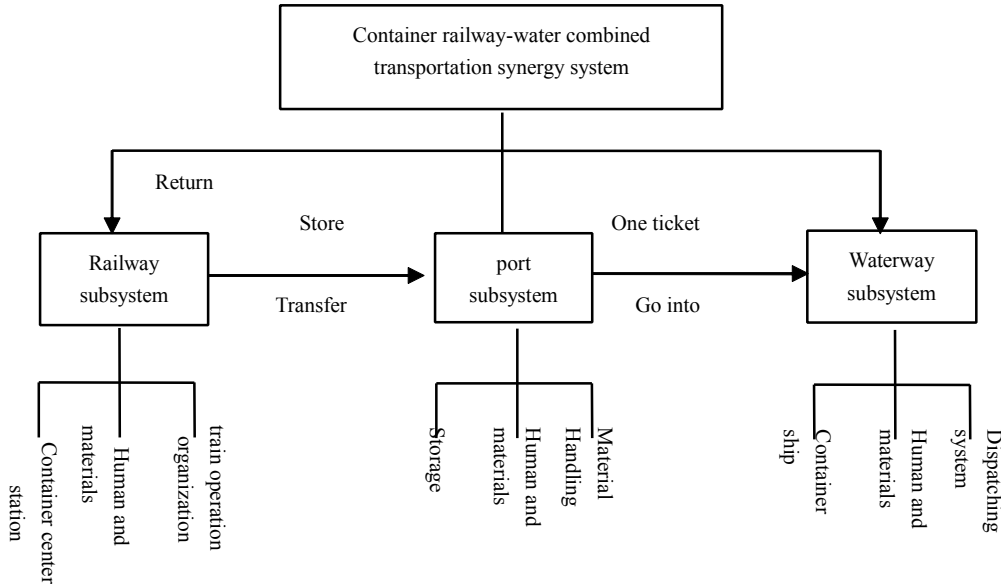 Container railway-water combined
transportation synergy system
Return
Store
One ticket
Railway
subsystem
port
subsystem
Waterway
subsystem
Transfer
Go into
Container center
station
Human and
materials
train operation
organization
Storage
Human and
materials
Material
Handling
Container
ship
Human and
materials
Dispatching
system